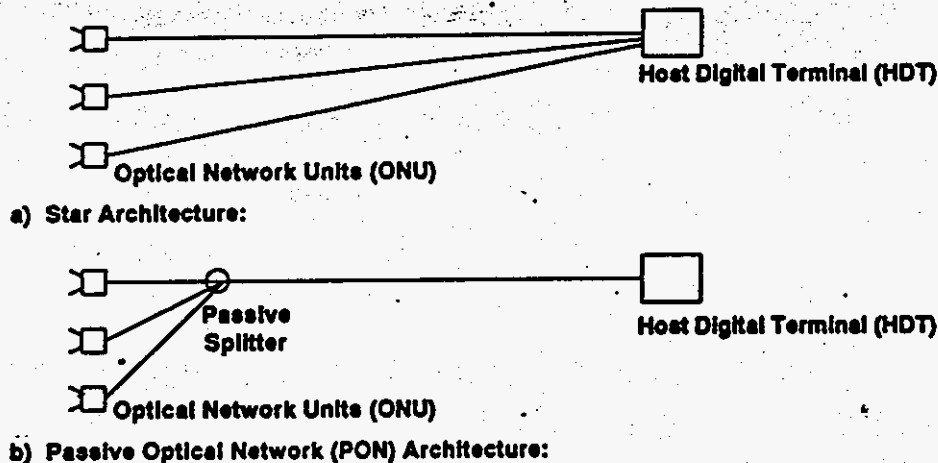 Host Digital Terminal (HDT)
Optical Network Units (ONU)
a) Star Architecture:
Passive
Splitter
Host Digital Terminal (HDT)
Optical Network Units (ONU)
b) Passive Optical Network (PON) Architecture: